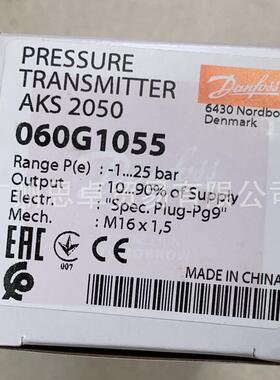 PRESSURE
TRANSMITTER
AKS 2050
060G1055
Danfoss
6430 Nordbo
Denmark
Range P(e) : -1...25 bar
Output : 10...90% of supply
Electr. : "Spec. Plug-Pg9"
Mech. : M16 x 1,5
EAC
007
MADE IN CHINA